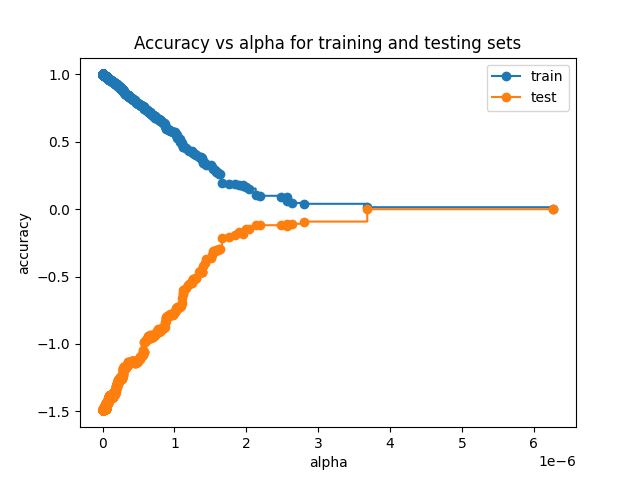 Accuracy vs alpha for training and testing sets
train
test
1.0
0.5
0.0
−0.5
−1.0
−1.5
accuracy
0 1 2 3 4 5 6
1e−6
alpha